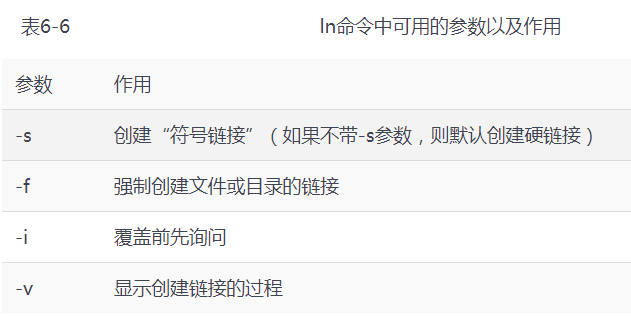 表6-6 ln命令中可用的参数以及作用
参数 作用
-s 创建“符号链接”（如果不带-s参数，则默认创建硬链接）
-f 强制创建文件或目录的链接
-i 覆盖前先询问
-v 显示创建链接的过程